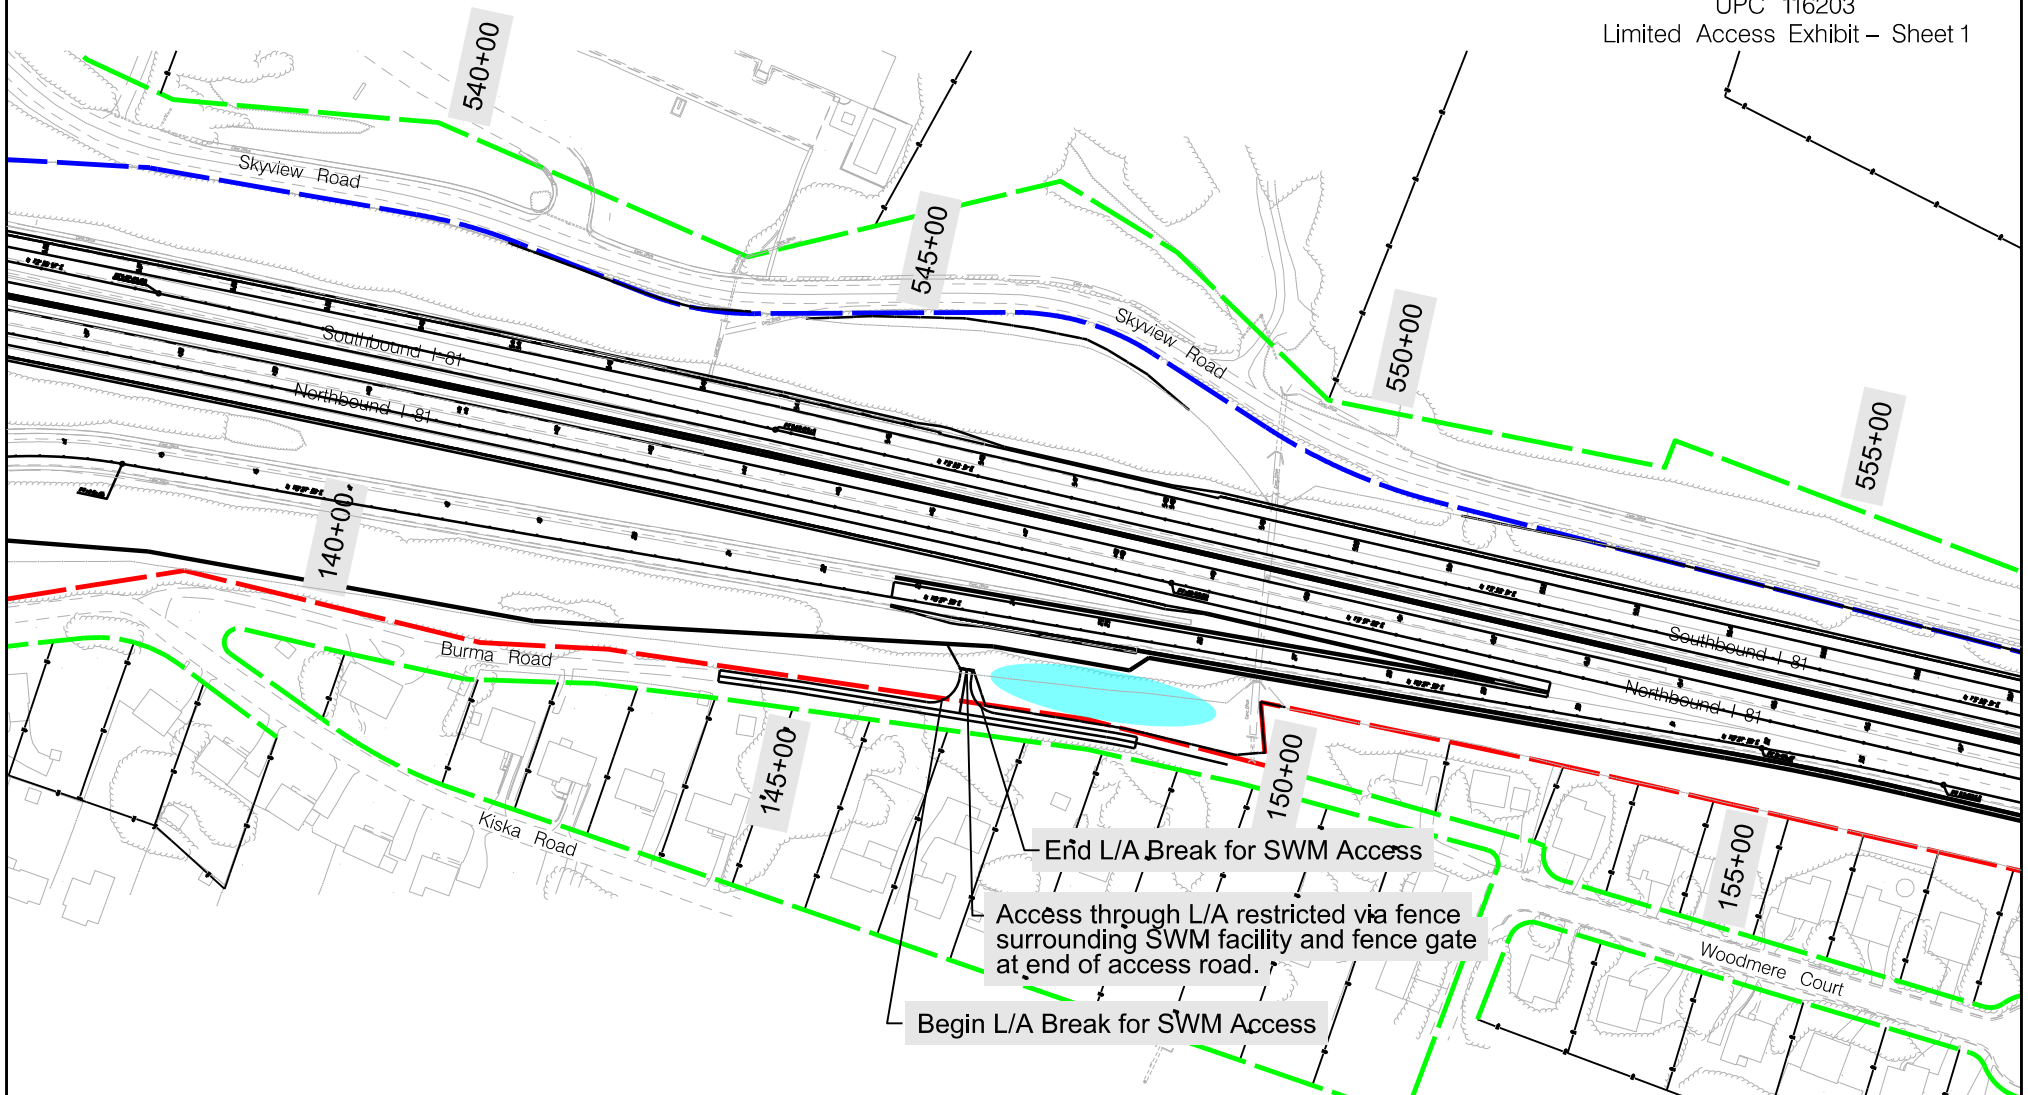 UPC 116203
Limited Access Exhibit – Sheet 1
540+00
Skyview Road
545+00
Skyview Road
550+00
555+00
Southbound I-81
Northbound I-81
140+00
Southbound I-81
Northbound I-81
Burma Road
145+00
150+00
Kiska Road
155+00
End L/A Break for SWM Access
Access through L/A restricted via fence
surrounding SWM facility and fence gate
at end of access road.
Begin L/A Break for SWM Access
Woodmere Court